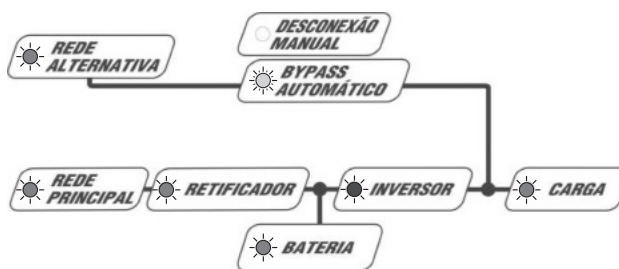 DESCONEXÃO
MANUAL
REDE
ALTERNATIVA
BYPASS
AUTOMÁTICO
REDE
PRINCIPAL
RETIFICADOR
INVERSOR
CARGA
BATERIA